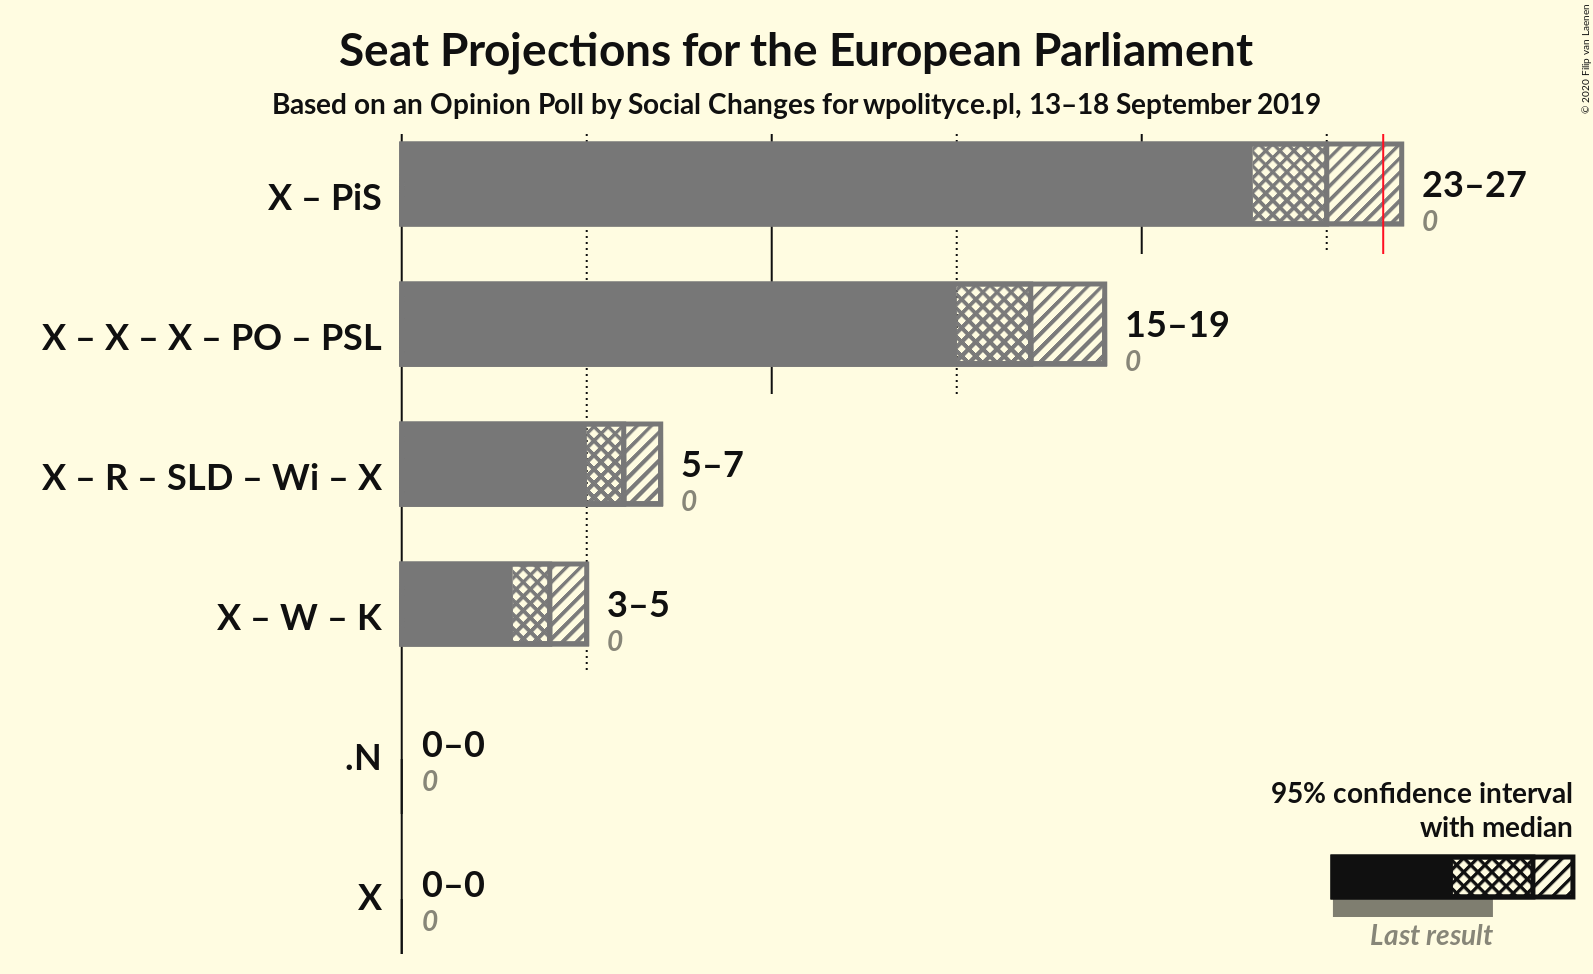 Seat Projections for the European Parliament
Based on an Opinion Poll by Social Changes for wpolityce.pl, 13–18 September 2019
© 2020 Filip van Laenen
X – PiS
23–27
0
X – X – X – PO – PSL
15–19
0
X – R – SLD – Wi – X
5–7
0
X – W – K
3–5
0
.N
0–0
0
X
0–0
0
95% confidence interval
with median
Last result